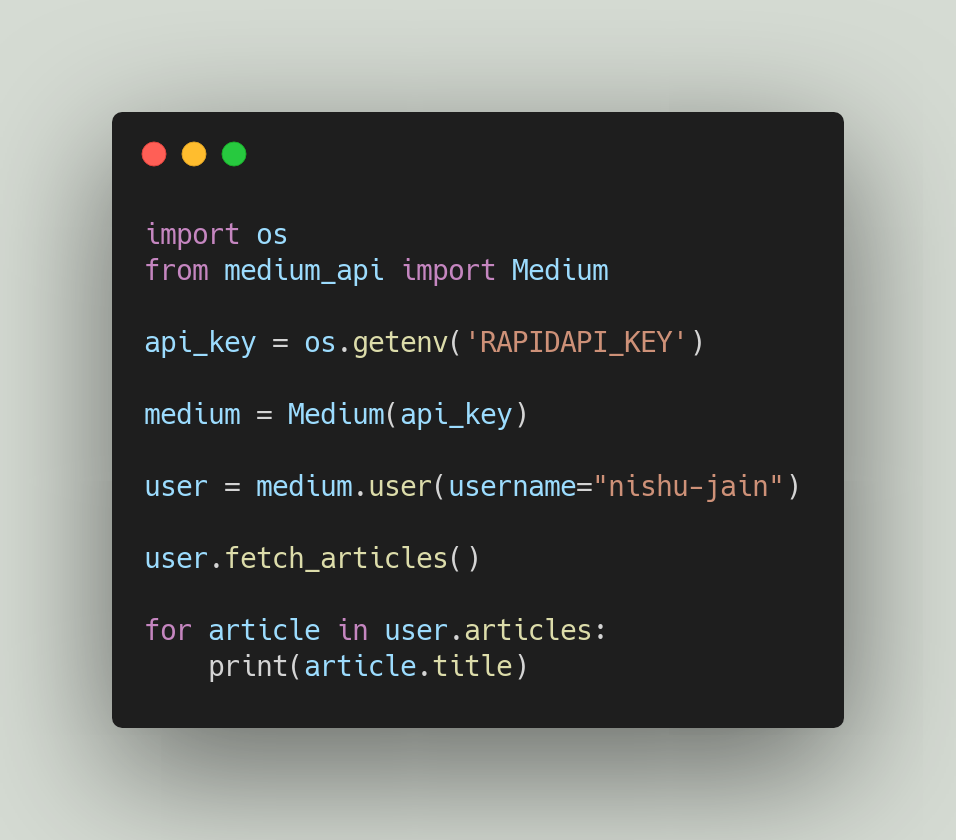 import os
from medium_api import Medium
api_key = os.getenv('RAPIDAPI_KEY')
medium = Medium(api_key)
user = medium.user(username="nishu-jain")
user.fetch_articles()
for article in user.articles:
    print(article.title)